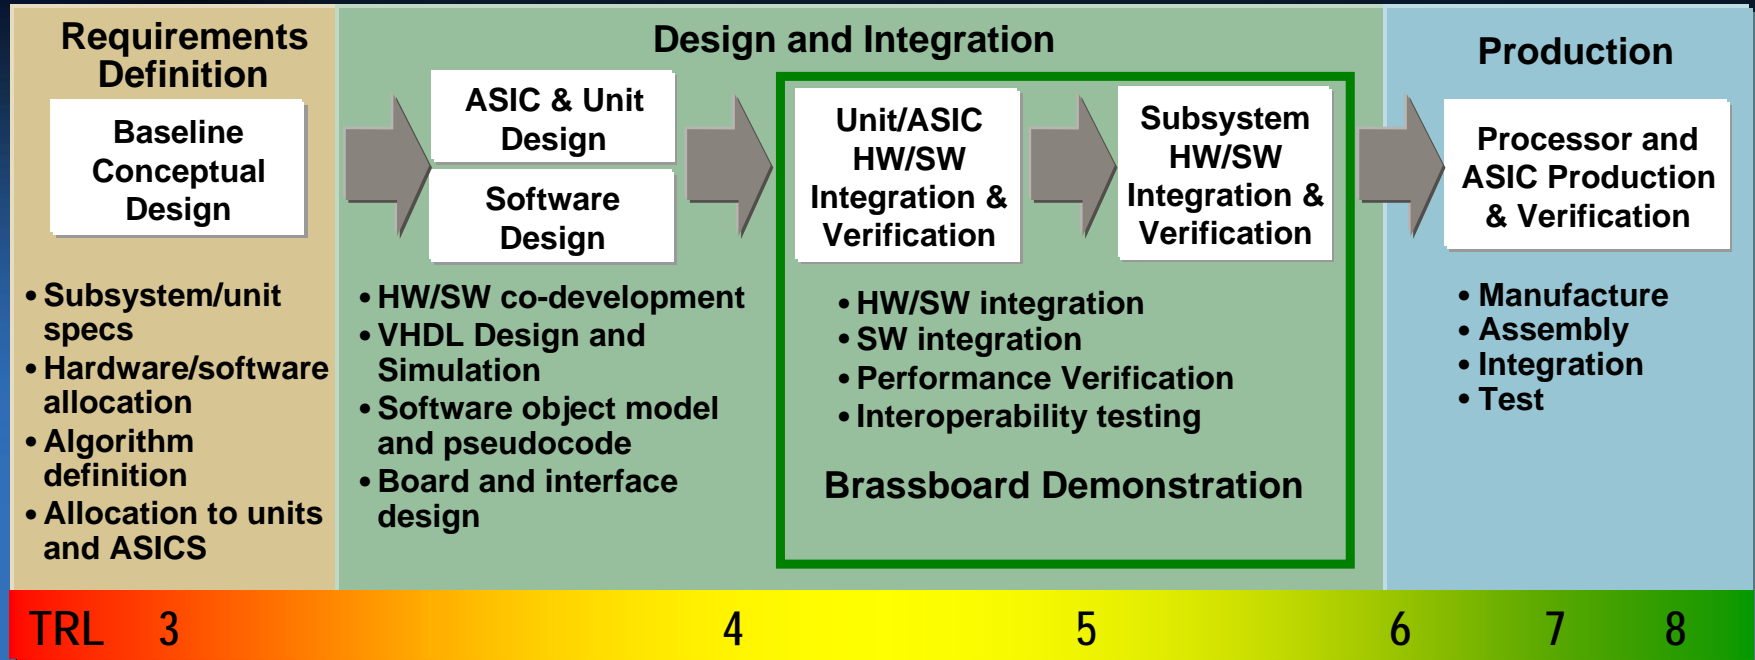 Requirements
Definition
Baseline
Conceptual
Design
• Subsystem/unit
specs
• Hardware/software
allocation
• Algorithm
definition
• Allocation to units
and ASICS
Design and Integration
ASIC & Unit
Design
Software
Design
• HW/SW co-development
• VHDL Design and
Simulation
• Software object model
and pseudocode
• Board and interface
design
Unit/ASIC
HW/SW
Integration &
Verification
Subsystem
HW/SW
Integration &
Verification
• HW/SW integration
• SW integration
• Performance Verification
• Interoperability testing
Brassboard Demonstration
Production
Processor and
ASIC Production
& Verification
• Manufacture
• Assembly
• Integration
• Test
TRL 3 4 5 6 7 8